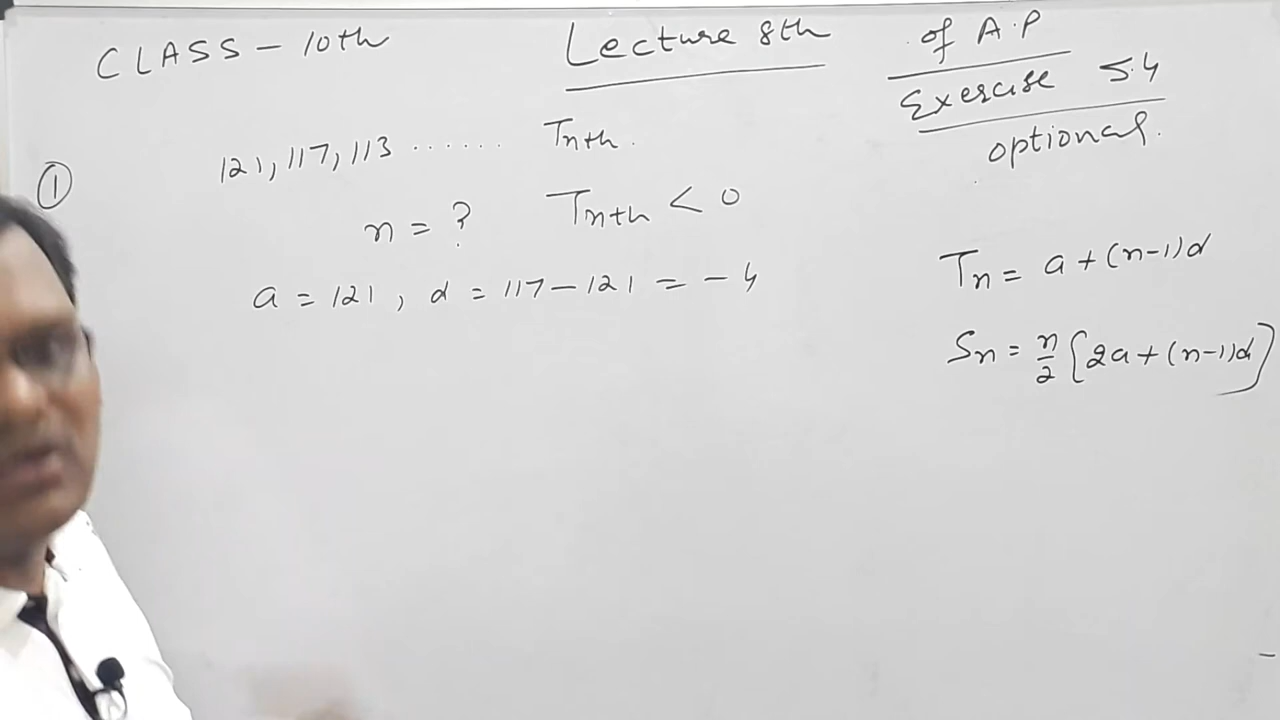 CLASS - 10th
Lecture 8th
of A.P
Exercise 5.4
optional.
① 121, 117, 113 ...... Tnth.
n = ? Tnth < 0
a = 121, d = 117 - 121 = - 4
Tn = a + (n-1)d
Sn = n/2 [2a + (n-1)d]